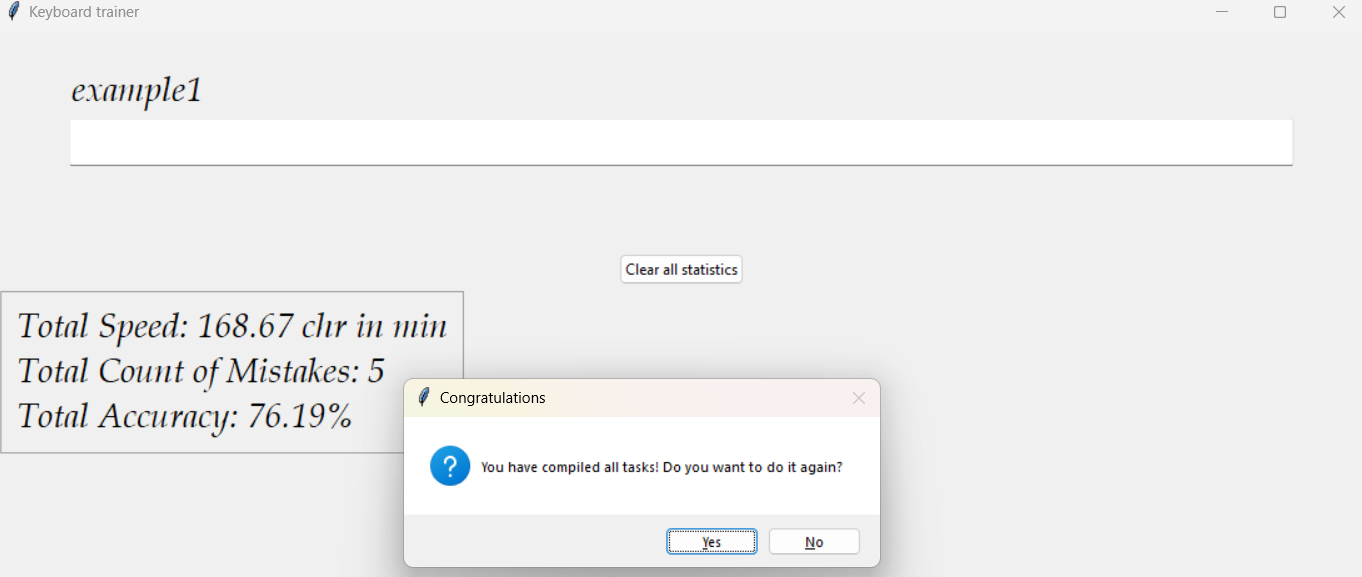 Keyboard trainer
example1
Clear all statistics
Total Speed: 168.67 chr in min
Total Count of Mistakes: 5
Total Accuracy: 76.19%
Congratulations
You have compiled all tasks! Do you want to do it again?
Yes
No